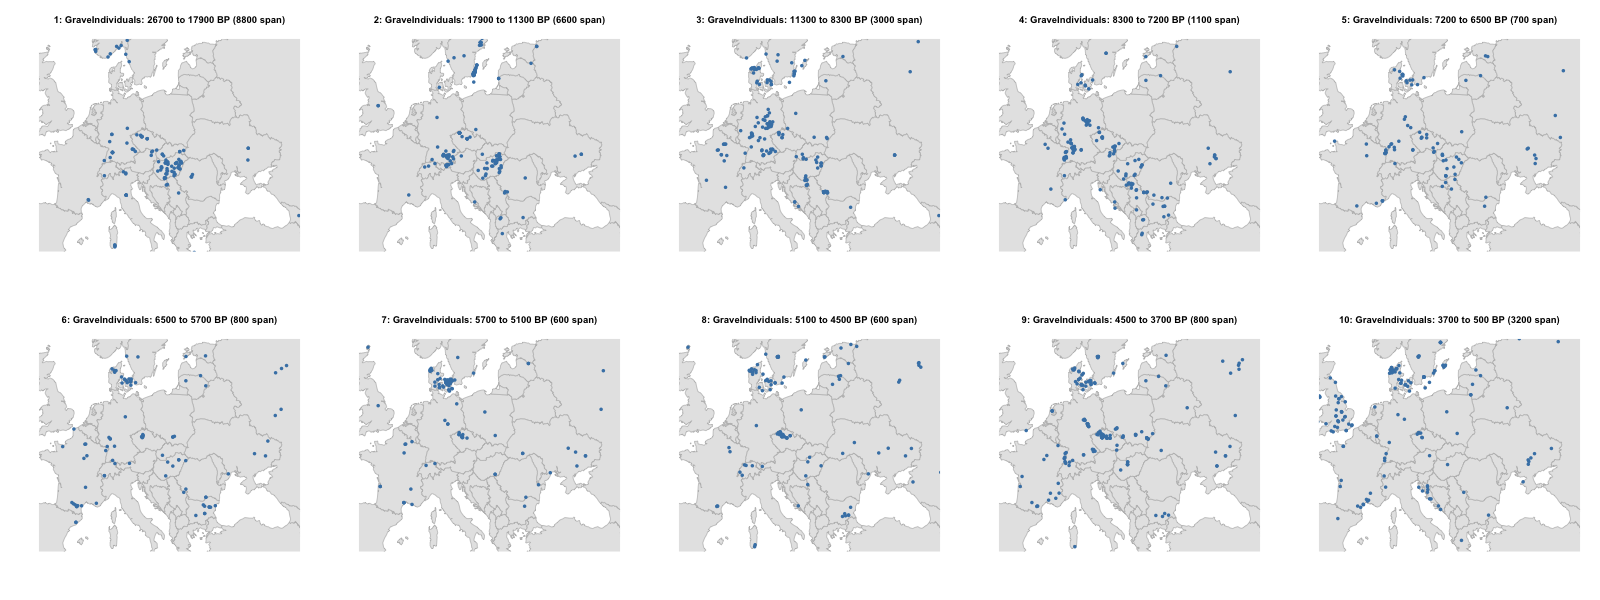 1: GraveIndividuals: 26700 to 17900 BP (8800 span)
2: GraveIndividuals: 17900 to 11300 BP (6600 span)
3: GraveIndividuals: 11300 to 8300 BP (3000 span)
4: GraveIndividuals: 8300 to 7200 BP (1100 span)
5: GraveIndividuals: 7200 to 6500 BP (700 span)
6: GraveIndividuals: 6500 to 5700 BP (800 span)
7: GraveIndividuals: 5700 to 5100 BP (600 span)
8: GraveIndividuals: 5100 to 4500 BP (600 span)
9: GraveIndividuals: 4500 to 3700 BP (800 span)
10: GraveIndividuals: 3700 to 500 BP (3200 span)